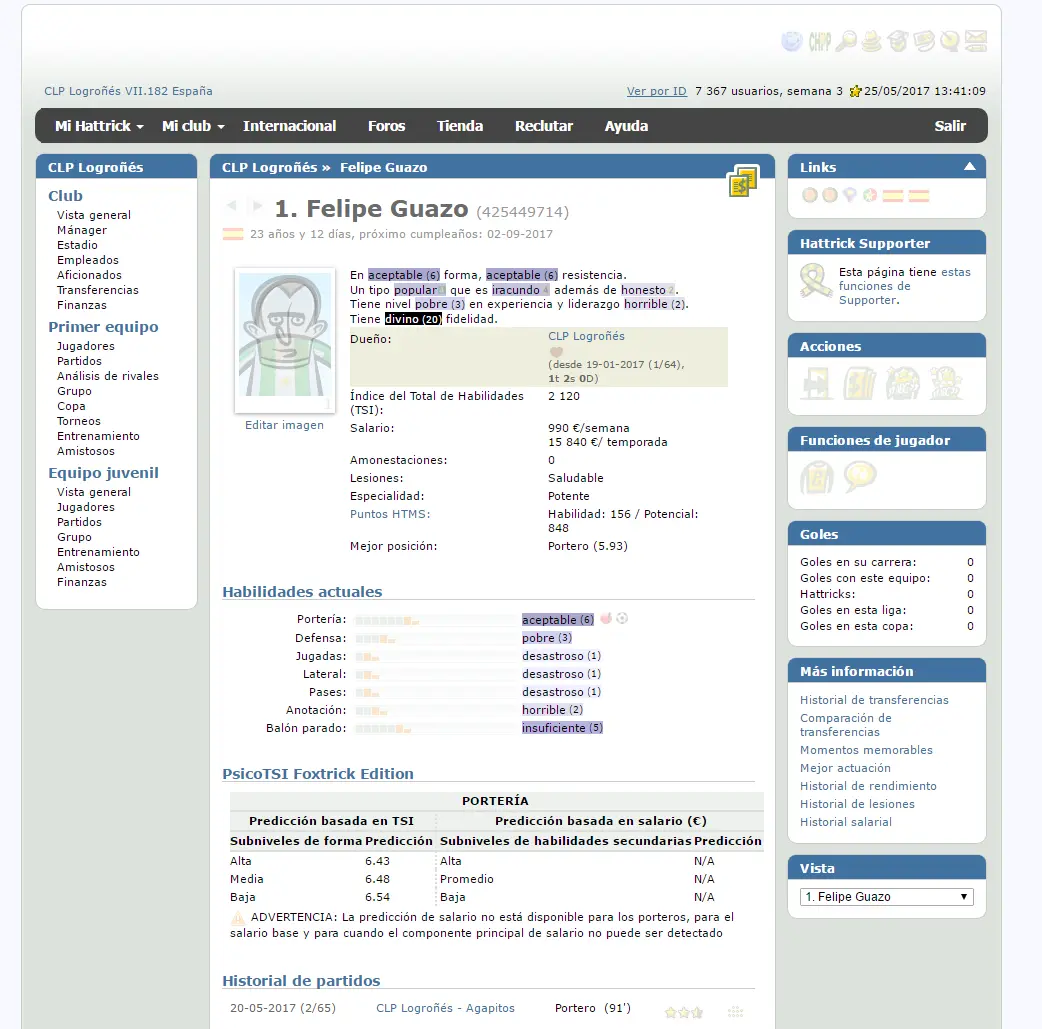 CHPP
CLP Logroñés VII.182 España
Ver por ID 7 367 usuarios, semana 3 25/05/2017 13:41:09
Mi Hattrick Mi club Internacional Foros Tienda Reclutar Ayuda Salir
CLP Logroñés
Club
Vista general
Mánager
Estadio
Empleados
Aficionados
Transferencias
Finanzas
Primer equipo
Jugadores
Partidos
Análisis de rivales
Grupo
Copa
Torneos
Entrenamiento
Amistosos
Equipo juvenil
Vista general
Jugadores
Partidos
Grupo
Entrenamiento
Amistosos
Finanzas
CLP Logroñés » Felipe Guazo
1. Felipe Guazo (425449714)
23 años y 12 días, próximo cumpleaños: 02-09-2017
Editar imagen
En aceptable (6) forma, aceptable (6) resistencia.
Un tipo popular que es iracundo además de honesto.
Tiene nivel pobre (3) en experiencia y liderazgo horrible (2).
Tiene divino (20) fidelidad.
Dueño: CLP Logroñés
(desde 19-01-2017 (1/64),
1t 2s 0D)
Índice del Total de Habilidades
(TSI): 2 120
Salario: 990 €/semana
15 840 €/ temporada
Amonestaciones: 0
Lesiones: Saludable
Especialidad: Potente
Puntos HTMS: Habilidad: 156 / Potencial:
848
Mejor posición: Portero (5.93)
Habilidades actuales
Portería: aceptable (6)
Defensa: pobre (3)
Jugadas: desastroso (1)
Lateral: desastroso (1)
Pases: desastroso (1)
Anotación: horrible (2)
Balón parado: insuficiente (5)
PsicoTSI Foxtrick Edition
PORTERÍA
Predicción basada en TSI Predicción basada en salario (€)
Subniveles de forma Predicción Subniveles de habilidades secundarias Predicción
Alta 6.43 Alta N/A
Media 6.48 Promedio N/A
Baja 6.54 Baja N/A
ADVERTENCIA: La predicción de salario no está disponible para los porteros, para el
salario base y para cuando el componente principal de salario no puede ser detectado
Historial de partidos
20-05-2017 (2/65) CLP Logroñés - Agapitos Portero (91')
Links
Hattrick Supporter
Esta página tiene estas
funciones de
Supporter.
Acciones
Funciones de jugador
Goles
Goles en su carrera: 0
Goles con este equipo: 0
Hattricks: 0
Goles en esta liga: 0
Goles en esta copa: 0
Más información
Historial de transferencias
Comparación de
transferencias
Momentos memorables
Mejor actuación
Historial de rendimiento
Historial de lesiones
Historial salarial
Vista
1. Felipe Guazo